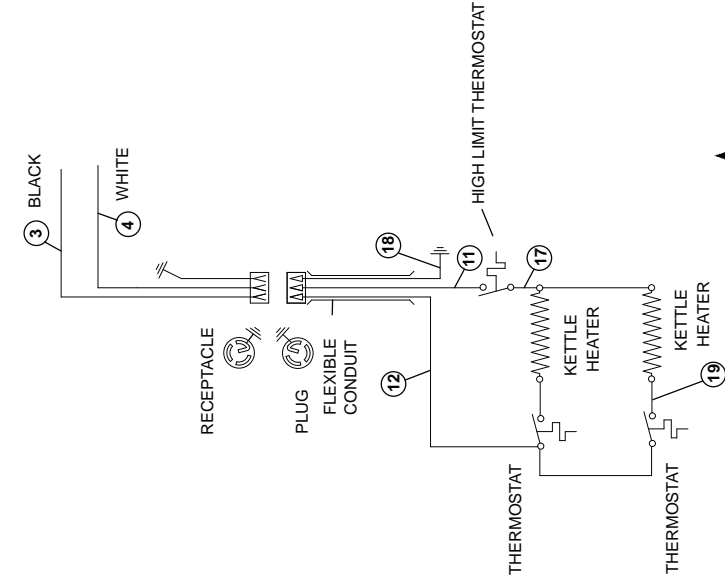 BLACK
3
WHITE
4
HIGH LIMIT THERMOSTAT
RECEPTACLE
PLUG
FLEXIBLE
CONDUIT
18
11
17
12
KETTLE
HEATER
KETTLE
HEATER
19
THERMOSTAT
THERMOSTAT